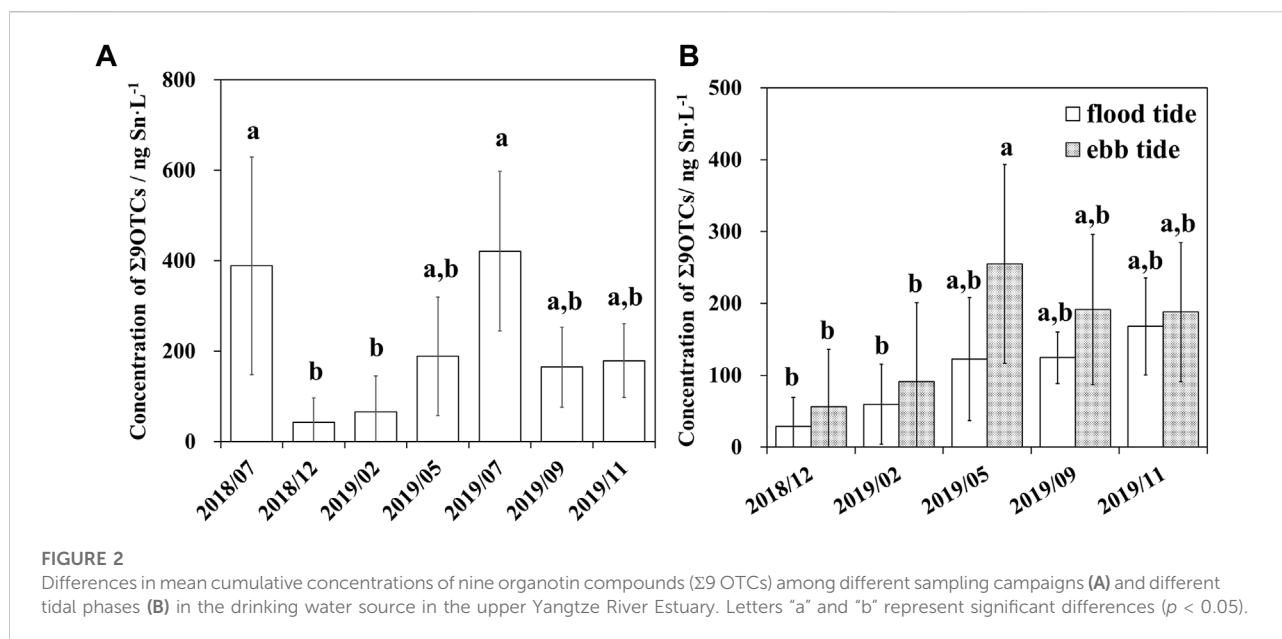 A
Concentration of Σ9OTCs / ng Sn·L⁻¹
800
600
400
200
0
a
b
b
a,b
a
a,b
a,b
2018/07
2018/12
2019/02
2019/05
2019/07
2019/09
2019/11
B
Concentration of Σ9OTCs/ ng Sn·L⁻¹
500
400
300
200
100
0
flood tide
ebb tide
b
b
b
b
a,b
a
a,b
a,b
a,b
a,b
2018/12
2019/02
2019/05
2019/09
2019/11
FIGURE 2
Differences in mean cumulative concentrations of nine organotin compounds (Σ9 OTCs) among different sampling campaigns (A) and different
tidal phases (B) in the drinking water source in the upper Yangtze River Estuary. Letters “a” and “b” represent significant differences (p < 0.05).